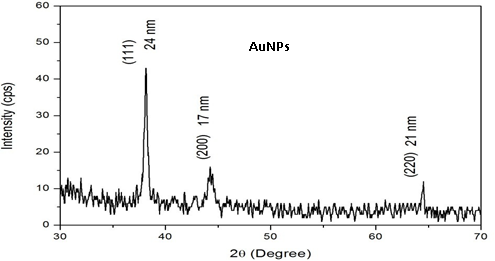 60
50
40
30
20
10
0
Intensity (cps)
(111) 24 nm
AuNPs
(200) 17 nm
(220) 21 nm
30 40 50 60 70
2θ (Degree)